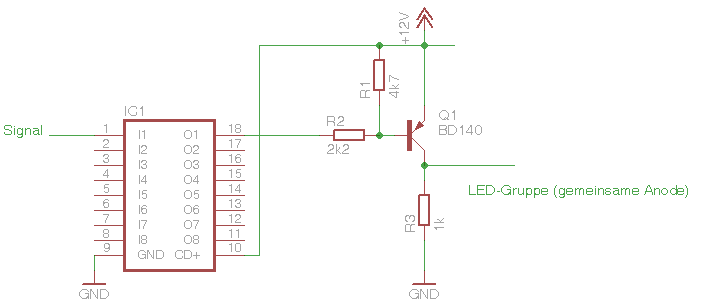 +12V
R1
4k7
IC1
Q1
BD140
R2
2k2
Signal
1 I1 O1 18
2 I2 O2 17
3 I3 O3 16
4 I4 O4 15
5 I5 O5 14
6 I6 O6 13
7 I7 O7 12
8 I8 O8 11
9 GND CD+ 10
LED-Gruppe (gemeinsame Anode)
R3
1k
GND
GND